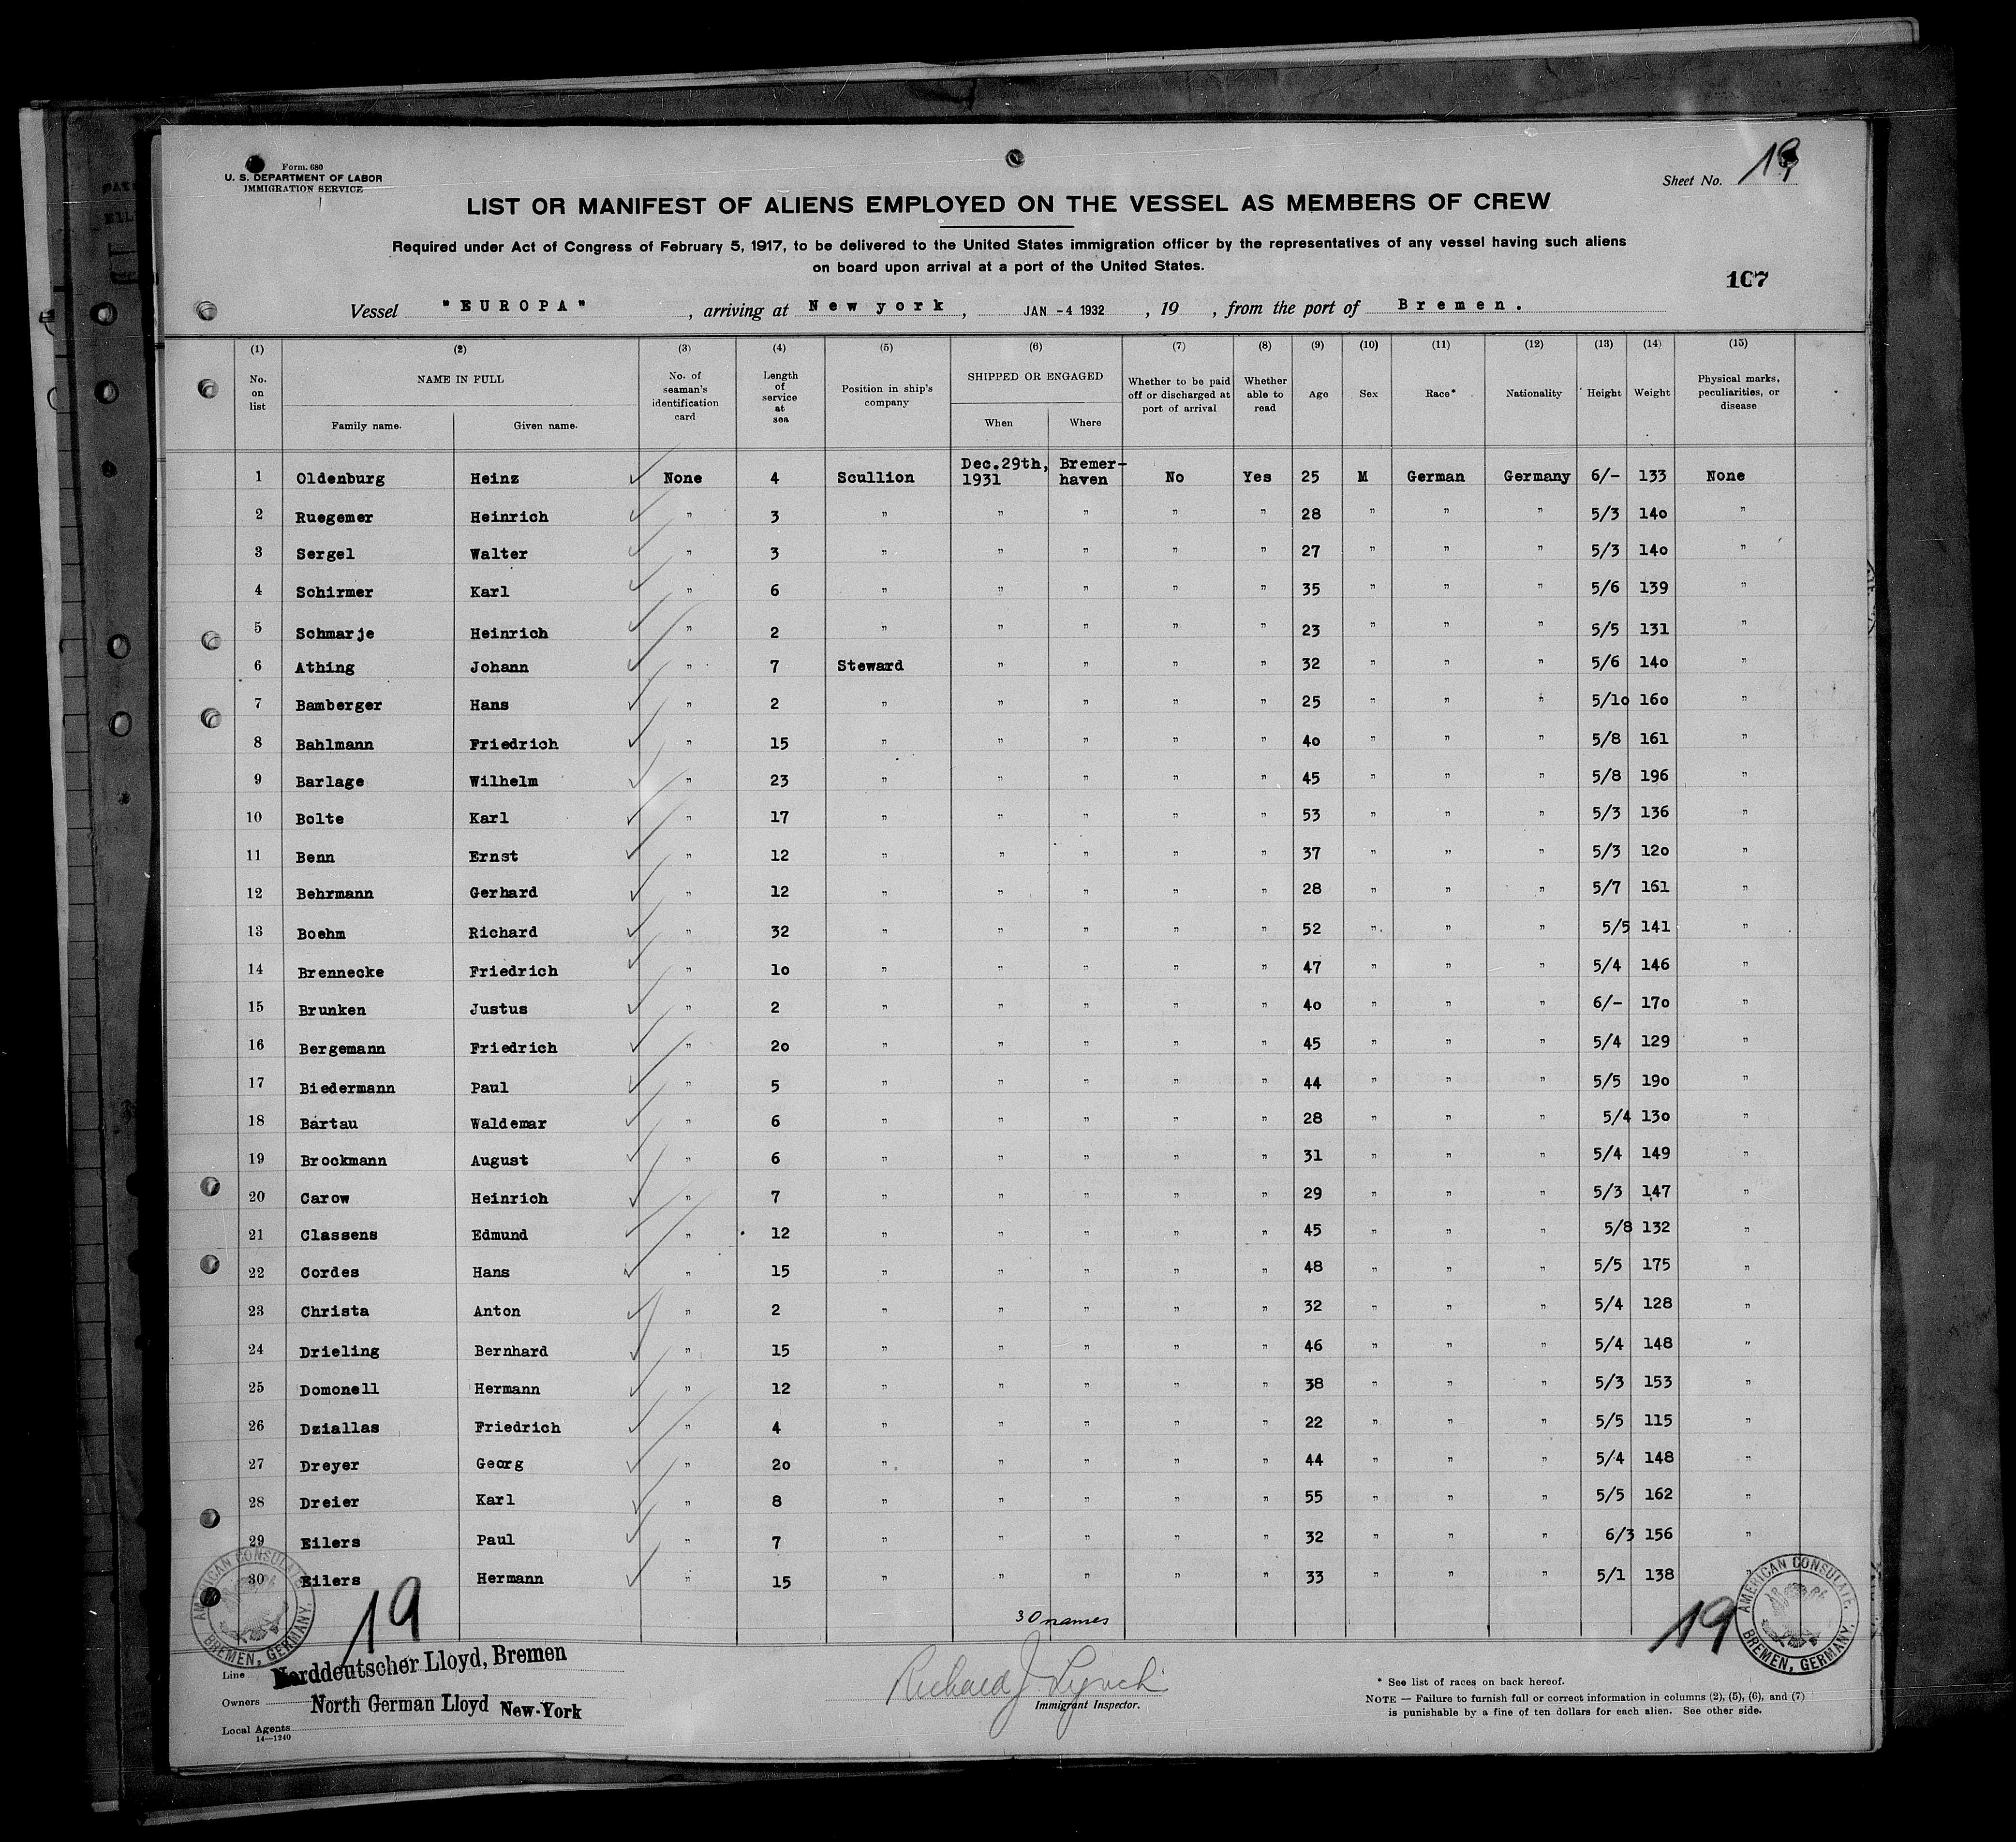 Form. 680
U. S. DEPARTMENT OF LABOR
IMMIGRATION SERVICE
Sheet No. 19
LIST OR MANIFEST OF ALIENS EMPLOYED ON THE VESSEL AS MEMBERS OF CREW
Required under Act of Congress of February 5, 1917, to be delivered to the United States immigration officer by the representatives of any vessel having such aliens
on board upon arrival at a port of the United States.
107
Vessel "EUROPA" , arriving at New york , JAN -4 1932 , 19 , from the port of Bremen.
(1) (2) (3) (4) (5) (6) (7) (8) (9) (10) (11) (12) (13) (14) (15)
No. on list NAME IN FULL Family name. Given name. No. of seaman's identification card Length of service at sea Position in ship's company SHIPPED OR ENGAGED When Where Whether to be paid off or discharged at port of arrival Whether able to read Age Sex Race* Nationality Height Weight Physical marks, peculiarities, or disease
1 Oldenburg Heinz None 4 Scullion Dec.29th, 1931 Bremer-haven No Yes 25 M German Germany 6/- 133 None
2 Ruegemer Heinrich " 3 " " " " " 28 " " " 5/3 140 "
3 Sergel Walter " 3 " " " " " 27 " " " 5/3 140 "
4 Schirmer Karl " 6 " " " " " 35 " " " 5/6 139 "
5 Schmarje Heinrich " 2 " " " " " 23 " " " 5/5 131 "
6 Athing Johann " 7 Steward " " " " 32 " " " 5/6 140 "
7 Bamberger Hans " 2 " " " " " 25 " " " 5/10 160 "
8 Bahlmann Friedrich " 15 " " " " " 40 " " " 5/8 161 "
9 Barlage Wilhelm " 23 " " " " " 45 " " " 5/8 196 "
10 Bolte Karl " 17 " " " " " 53 " " " 5/3 136 "
11 Benn Ernst " 12 " " " " " 37 " " " 5/3 120 "
12 Behrmann Gerhard " 12 " " " " " 28 " " " 5/7 161 "
13 Boehm Richard " 32 " " " " " 52 " " " 5/5 141 "
14 Brennecke Friedrich " 10 " " " " " 47 " " " 5/4 146 "
15 Brunken Justus " 2 " " " " " 40 " " " 6/- 170 "
16 Bergemann Friedrich " 20 " " " " " 45 " " " 5/4 129 "
17 Biedermann Paul " 5 " " " " " 44 " " " 5/5 190 "
18 Bartau Waldemar " 6 " " " " " 28 " " " 5/4 130 "
19 Brockmann August " 6 " " " " " 31 " " " 5/4 149 "
20 Carow Heinrich " 7 " " " " " 29 " " " 5/3 147 "
21 Classens Edmund " 12 " " " " " 45 " " " 5/8 132 "
22 Cordes Hans " 15 " " " " " 48 " " " 5/5 175 "
23 Christa Anton " 2 " " " " " 32 " " " 5/4 128 "
24 Drieling Bernhard " 15 " " " " " 46 " " " 5/4 148 "
25 Domonell Hermann " 12 " " " " " 38 " " " 5/3 153 "
26 Dziallas Friedrich " 4 " " " " " 22 " " " 5/5 115 "
27 Dreyer Georg " 20 " " " " " 44 " " " 5/4 148 "
28 Dreier Karl " 8 " " " " " 55 " " " 5/5 162 "
29 Eilers Paul " 7 " " " " " 32 " " " 6/3 156 "
30 Eilers Hermann " 15 " " " " " 33 " " " 5/1 138 "
30 names
19
19
AMERICAN CONSULATE. BREMEN, GERMANY.
AMERICAN CONSULATE. BREMEN, GERMANY.
Line Norddeutscher Lloyd, Bremen
Owners North German Lloyd New-York
Local Agents
14—1240
Richard J Lynch
Immigrant Inspector.
* See list of races on back hereof.
NOTE — Failure to furnish full or correct information in columns (2), (5), (6), and (7)
is punishable by a fine of ten dollars for each alien. See other side.